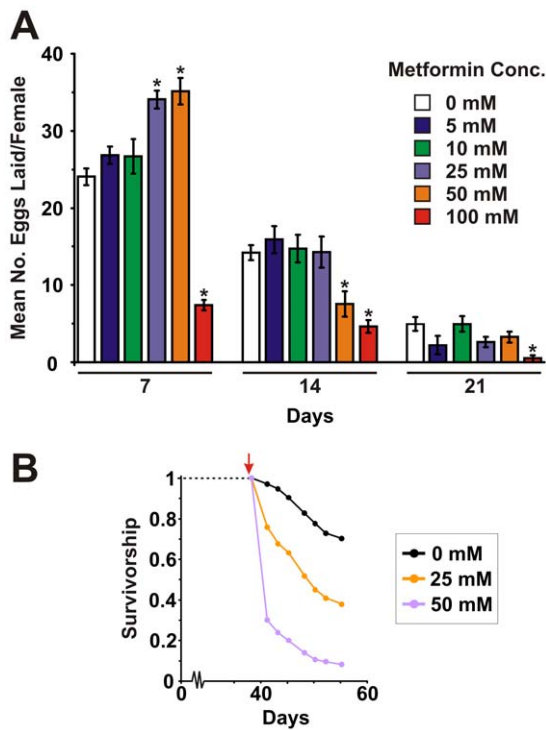 A
Mean No. Eggs Laid/Female
40
30
20
10
0
Metformin Conc.
0 mM
5 mM
10 mM
25 mM
50 mM
100 mM
* * * * * *
7 14 21
Days
B
Survivorship
1
0.8
0.6
0.4
0.2
0
0 40 60
Days
0 mM
25 mM
50 mM